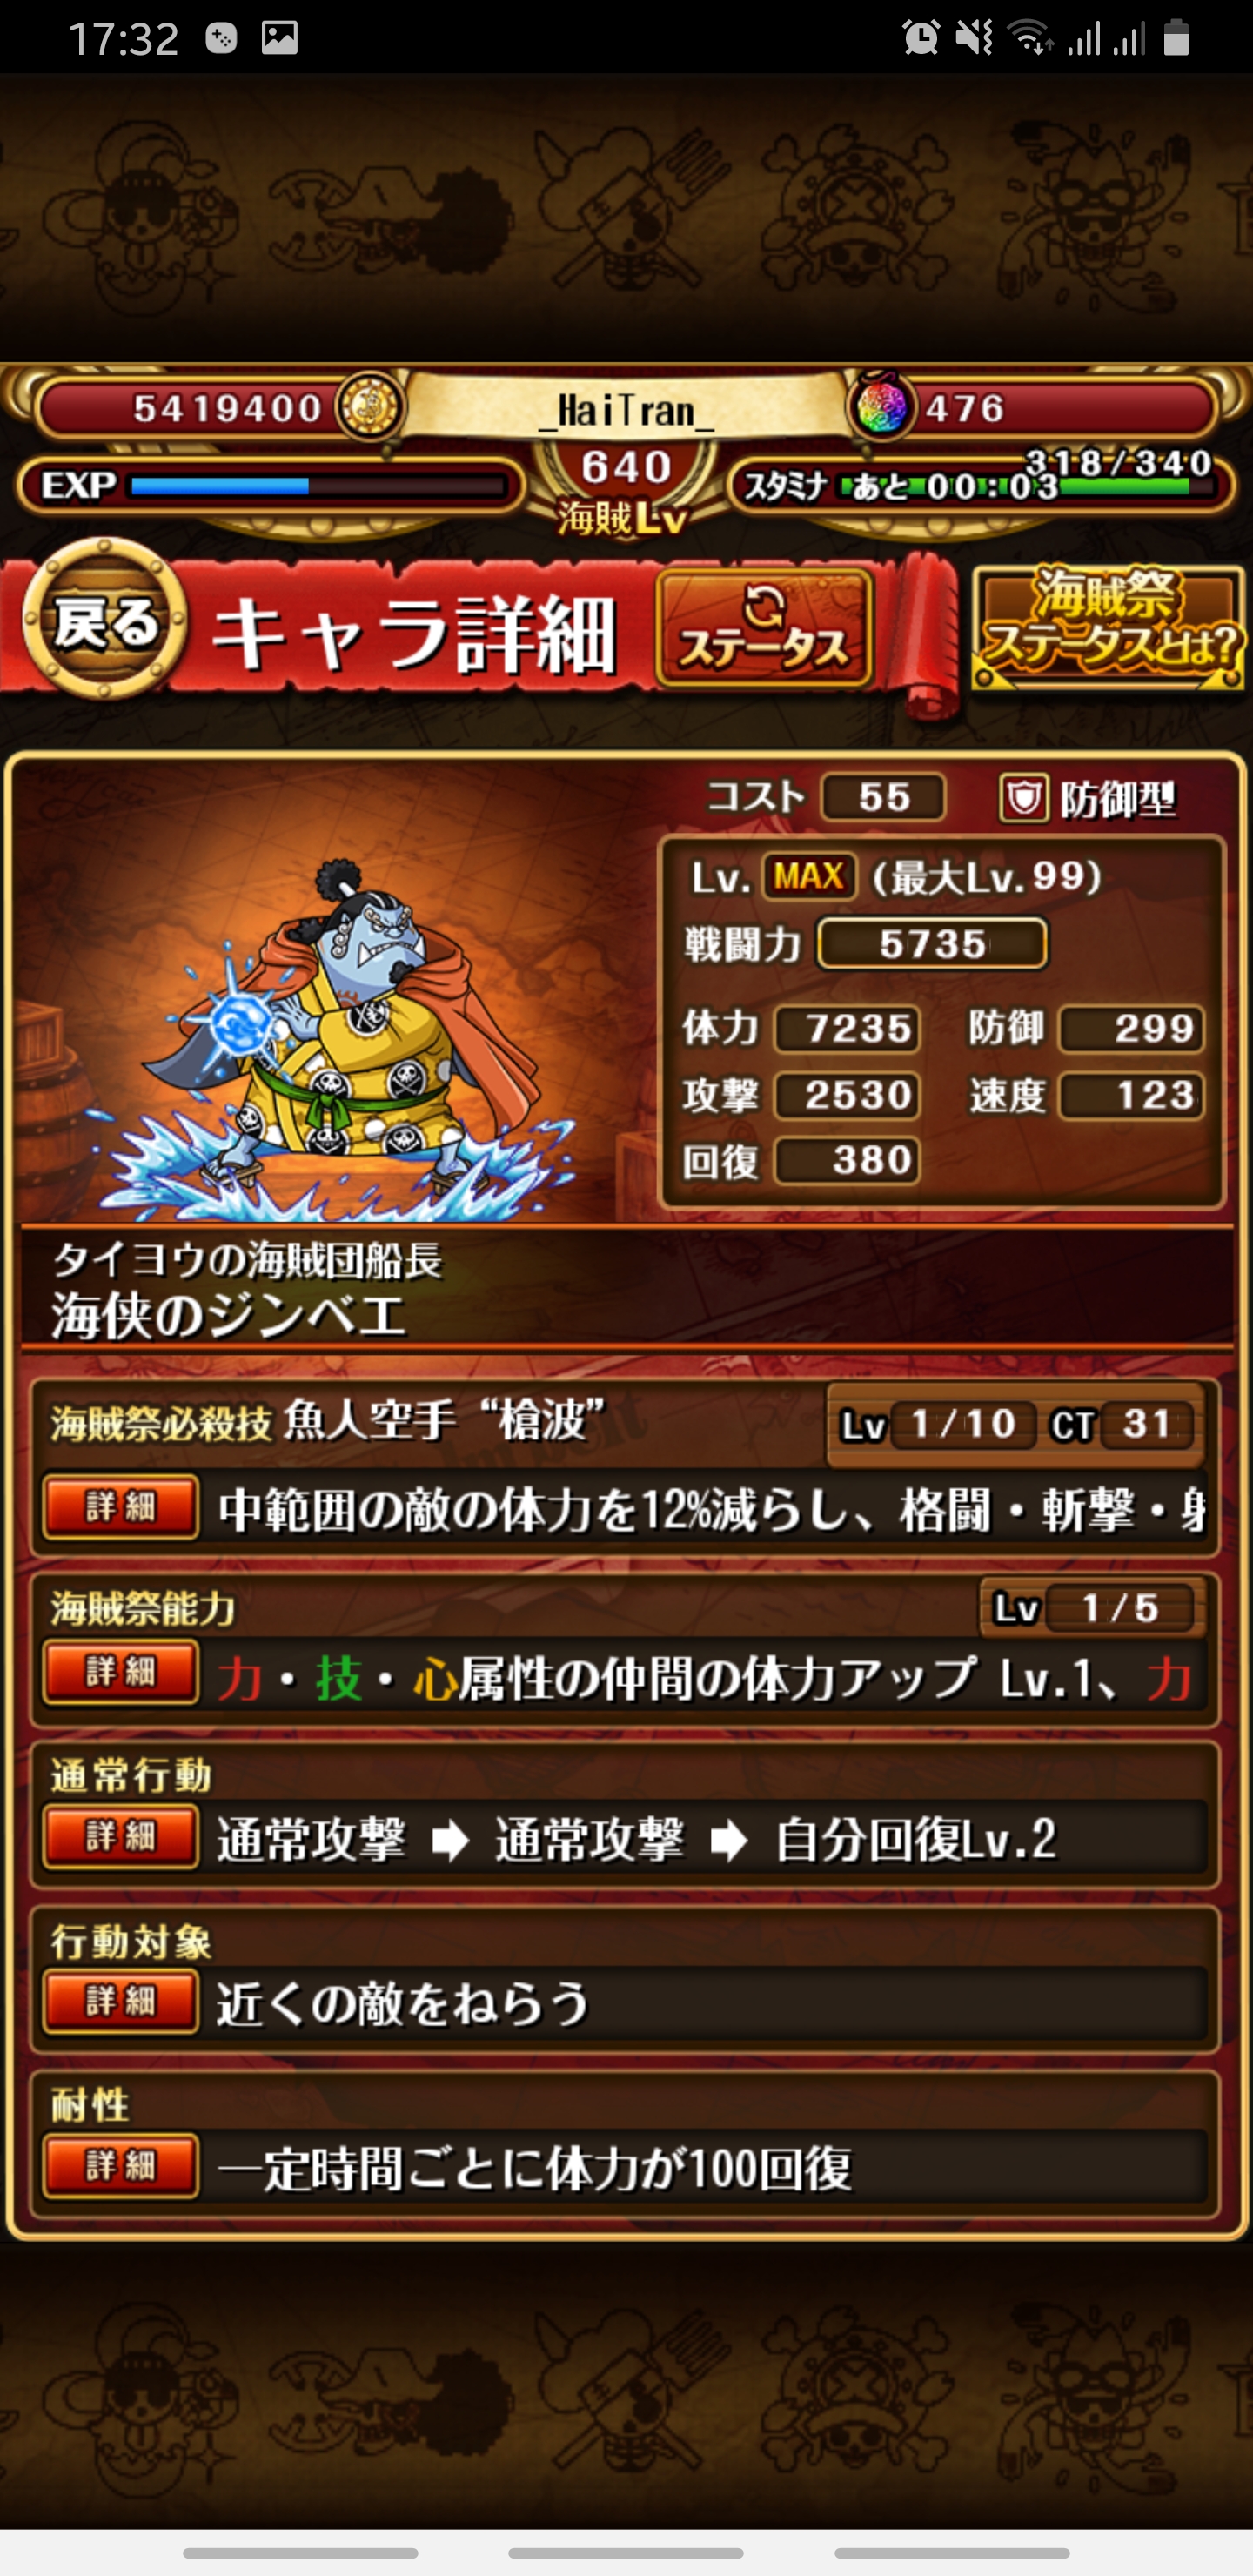 17:32
5419400
_HaiTran_
476
EXP
640
海賊Lv
318/340
スタミナ あと 00:03
戻る
キャラ詳細
ステータス
海賊祭
ステータスとは?
コスト 55 防御型
Lv. MAX (最大Lv.99)
戦闘力 5735
体力 7235 防御 299
攻撃 2530 速度 123
回復 380
タイヨウの海賊団船長
海侠のジンベエ
海賊祭必殺技 魚人空手 “槍波” Lv 1/10 CT 31
詳細 中範囲の敵の体力を12%減らし、格闘・斬撃・
海賊祭能力 Lv 1/5
詳細 力・技・心属性の仲間の体力アップ Lv.1、力
通常行動
詳細 通常攻撃 ➡ 通常攻撃 ➡ 自分回復Lv.2
行動対象
詳細 近くの敵をねらう
耐性
詳細 一定時間ごとに体力が100回復